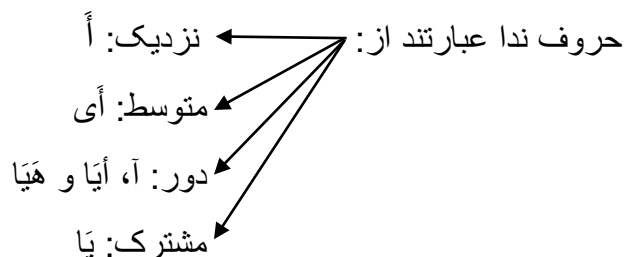 حروف ندا عبارتند از: نزدیک: أَ
متوسط: أَی
دور: آ، أیَا و هَیَا
مشترک: یَا